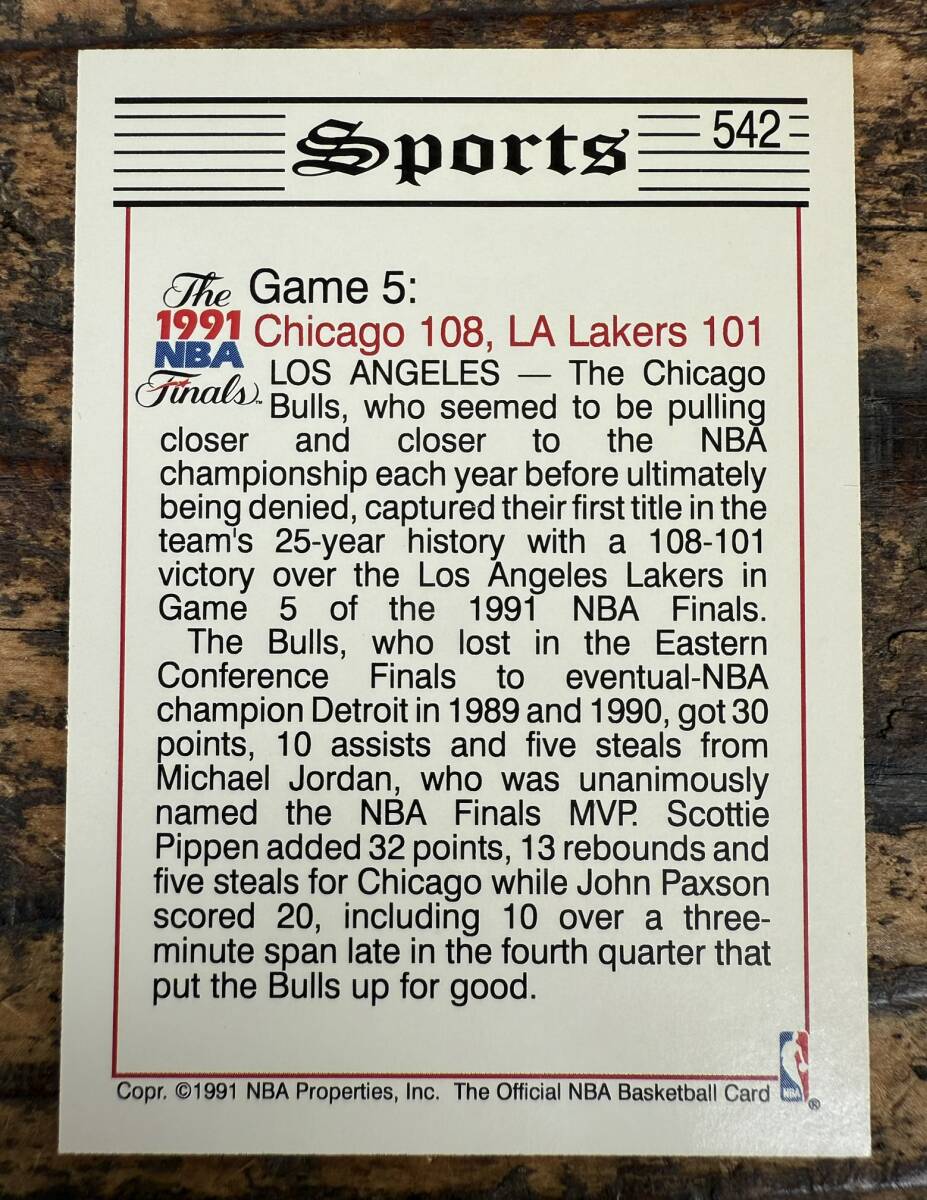 Sports
542
The
1991
NBA
Finals™
Game 5:
Chicago 108, LA Lakers 101
LOS ANGELES — The Chicago
Bulls, who seemed to be pulling
closer and closer to the NBA
championship each year before ultimately
being denied, captured their first title in the
team's 25-year history with a 108-101
victory over the Los Angeles Lakers in
Game 5 of the 1991 NBA Finals.
The Bulls, who lost in the Eastern
Conference Finals to eventual-NBA
champion Detroit in 1989 and 1990, got 30
points, 10 assists and five steals from
Michael Jordan, who was unanimously
named the NBA Finals MVP. Scottie
Pippen added 32 points, 13 rebounds and
five steals for Chicago while John Paxson
scored 20, including 10 over a three-
minute span late in the fourth quarter that
put the Bulls up for good.
Copr. ©1991 NBA Properties, Inc. The Official NBA Basketball Card
NBA
®